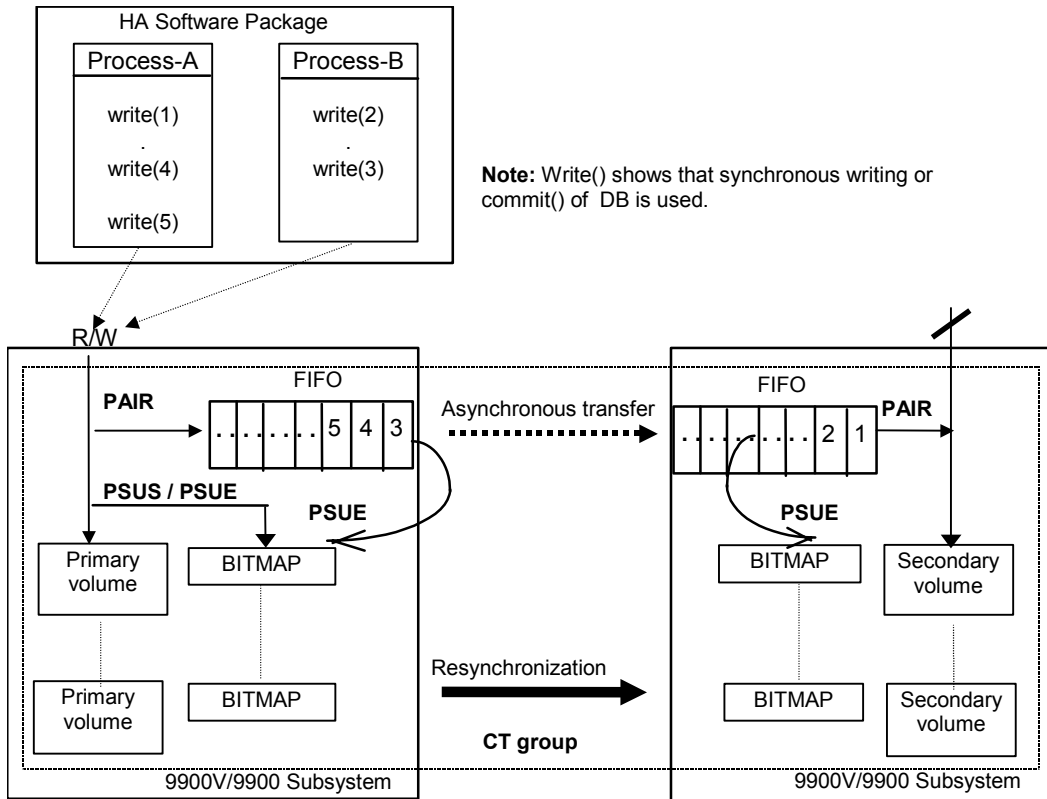 HA Software Package
Process-A
write(1)
.
write(4)
write(5)
Process-B
write(2)
.
write(3)
Note: Write() shows that synchronous writing or
commit() of DB is used.
R/W
PAIR
FIFO
. . . . . . . . 5 4 3
Asynchronous transfer
FIFO
. . . . . . . . . . 2 1
PAIR
PSUS / PSUE
PSUE
PSUE
Primary
volume
BITMAP
BITMAP
Secondary
volume
Resynchronization
Primary
volume
BITMAP
BITMAP
Secondary
volume
CT group
9900V/9900 Subsystem
9900V/9900 Subsystem